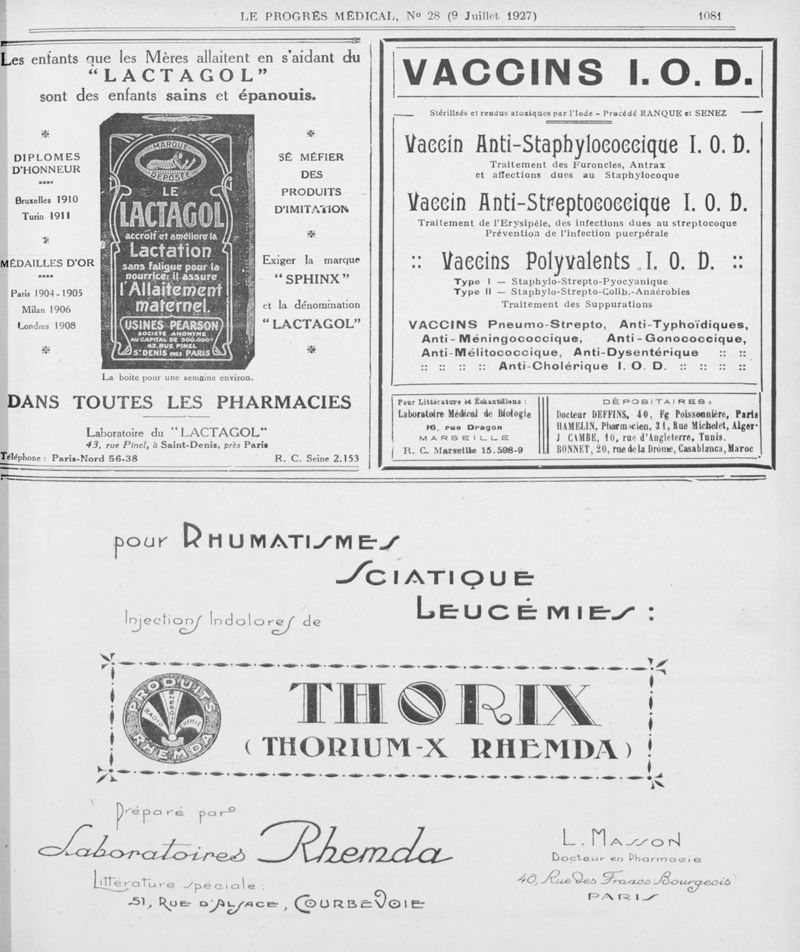 LE PROGRÈS MÉDICAL, No 28 (9 Juillet 1927) 1081
Les enfants que les Mères allaitent en s'aidant du
“LACTAGOL”
sont des enfants sains et épanouis.
DIPLOMES
D'HONNEUR
Bruxelles 1910
Turin 1911
MÉDAILLES D'OR
Paris 1904-1905
Milan 1906
Londres 1908
MARQUE
DÉPOSÉE
LE
LACTAGOL
accroît et améliore la
Lactation
sans fatigue pour la
nourrice: il assure
l'Allaitement
maternel.
USINES PEARSON
SOCIÉTÉ ANONYME
AU CAPITAL DE 500.000F
43, RUE PINEL
ST DENIS PRÈS PARIS
SE MÉFIER
DES
PRODUITS
D'IMITATION
Exiger la marque
“SPHINX”
et la dénomination
“LACTAGOL”
La boite pour une semaine environ.
DANS TOUTES LES PHARMACIES
Laboratoire du “LACTAGOL”
43, rue Pinel, à Saint-Denis, près Paris
Téléphone : Paris-Nord 56-38 R. C. Seine 2.153
VACCINS I. O. D.
Stérilisés et rendus atoxiques par l'Iode - Procédé RANQUE et SENEZ
Vaccin Anti-Staphylococcique I. O. D.
Traitement des Furoncles, Antrax
et affections dues au Staphylocoque
Vaccin Anti-Streptococcique I. O. D.
Traitement de l'Erysipèle, des infections dues au streptocoque
Prévention de l'Infection puerpérale
:: Vaccins Polyvalents I. O. D. ::
Type I — Staphylo-Strepto-Pyocyanique
Type II — Staphylo-Strepto-Colib.-Anaérobies
Traitement des Suppurations
VACCINS Pneumo-Strepto, Anti-Typhoïdiques,
Anti-Méningococcique, Anti-Gonococcique,
Anti-Mélitococcique, Anti-Dysentérique :: ::
:: :: :: :: Anti-Cholérique I. O. D. :: :: :: ::
Pour Littérature et Échantillons :
Laboratoire Médical de Biologie
16, rue Dragon
MARSEILLE
R. C. Marseille 15.598-9
DÉPOSITAIRES :
Docteur DEFFINS, 40, Fg Poissonnière, Paris
HAMELIN, Pharmacien, 31, Rue Michelet, Alger-
J CAMBE, 10, rue d'Angleterre, Tunis.
BONNET, 20, rue de la Drôme, Casablanca, Maroc
pour RHUMATISMES
SCIATIQUE
LEUCÉMIES :
Injections Indolores de
PRODUITS
RADIO
ÉNERGIE
CHIMIE
RHEMDA
THORIX
(THORIUM-X RHEMDA)
Préparé par
Laboratoires Rhemda
Littérature spéciale :
51, RUE D'ALSACE, COURBEVOIE
L. MASSON
Docteur en Pharmacie
40, Rue des Francs Bourgeois
PARIS